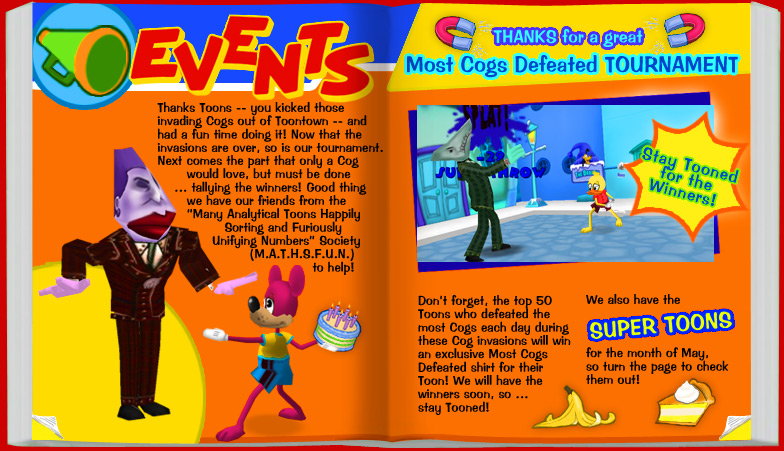 EVENTS
Thanks Toons -- you kicked those
invading Cogs out of Toontown -- and
had a fun time doing it! Now that the
invasions are over, so is our tournament.
Next comes the part that only a Cog
would love, but must be done
... tallying the winners! Good thing
we have our friends from the
"Many Analytical Toons Happily
Sorting and Furiously
Unifying Numbers" Society
(M.A.T.H.S.F.U.N.)
to help!
THANKS for a great
Most Cogs Defeated TOURNAMENT
SPLAT!
Stay Tooned
for the
Winners!
Don't forget, the top 50
Toons who defeated the
most Cogs each day during
these Cog invasions will win
an exclusive Most Cogs
Defeated shirt for their
Toon! We will have the
winners soon, so ...
stay Tooned!
We also have the
SUPER TOONS
for the month of May,
so turn the page to check
them out!